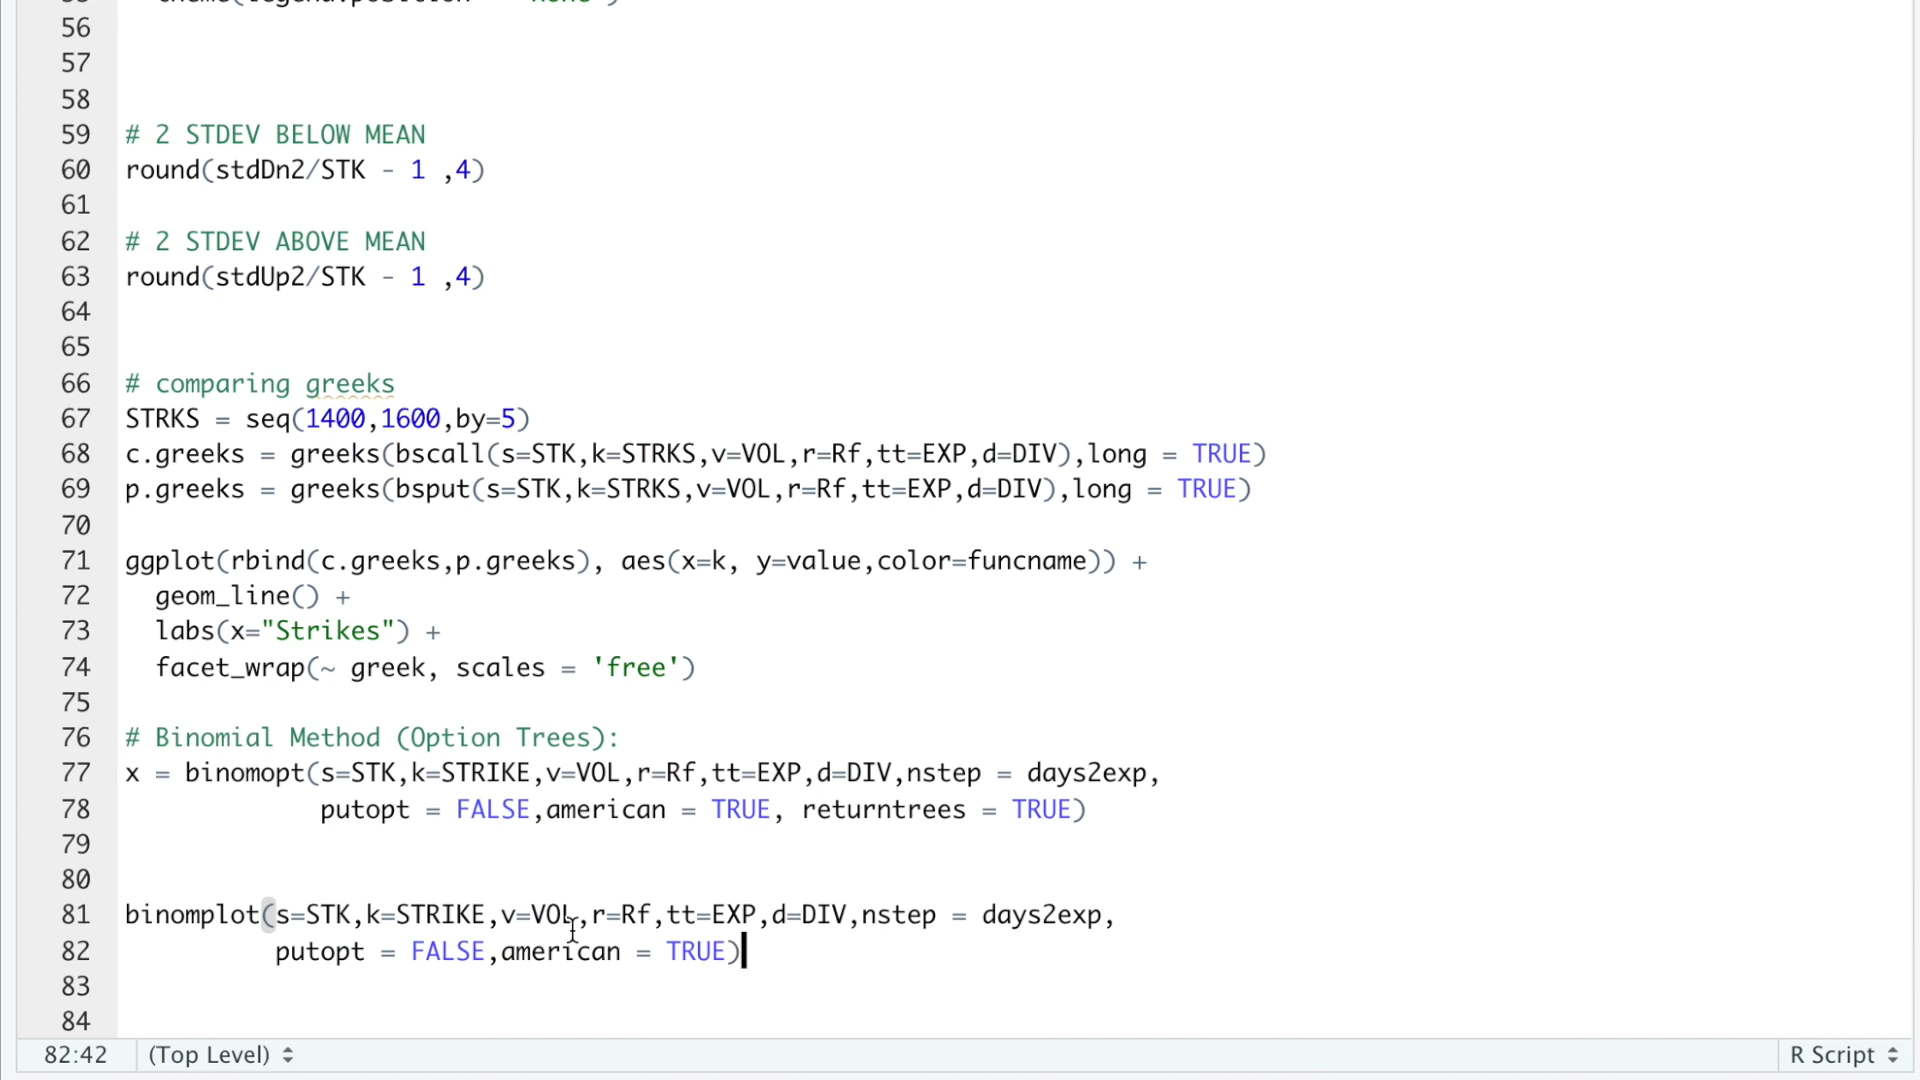 56
57
58
59 # 2 STDEV BELOW MEAN
60 round(stdDn2/STK - 1 ,4)
61
62 # 2 STDEV ABOVE MEAN
63 round(stdUp2/STK - 1 ,4)
64
65
66 # comparing greeks
67 STRKS = seq(1400,1600,by=5)
68 c.greeks = greeks(bscall(s=STK,k=STRKS,v=VOL,r=Rf,tt=EXP,d=DIV),long = TRUE)
69 p.greeks = greeks(bsput(s=STK,k=STRKS,v=VOL,r=Rf,tt=EXP,d=DIV),long = TRUE)
70
71 ggplot(rbind(c.greeks,p.greeks), aes(x=k, y=value,color=funcname)) +
72 geom_line() +
73 labs(x="Strikes") +
74 facet_wrap(~ greek, scales = 'free')
75
76 # Binomial Method (Option Trees):
77 x = binomopt(s=STK,k=STRIKE,v=VOL,r=Rf,tt=EXP,d=DIV,nstep = days2exp,
78 putopt = FALSE,american = TRUE, returntrees = TRUE)
79
80
81 binomplot(s=STK,k=STRIKE,v=VOL,r=Rf,tt=EXP,d=DIV,nstep = days2exp,
82 putopt = FALSE,american = TRUE)
83
84
82:42 (Top Level) R Script